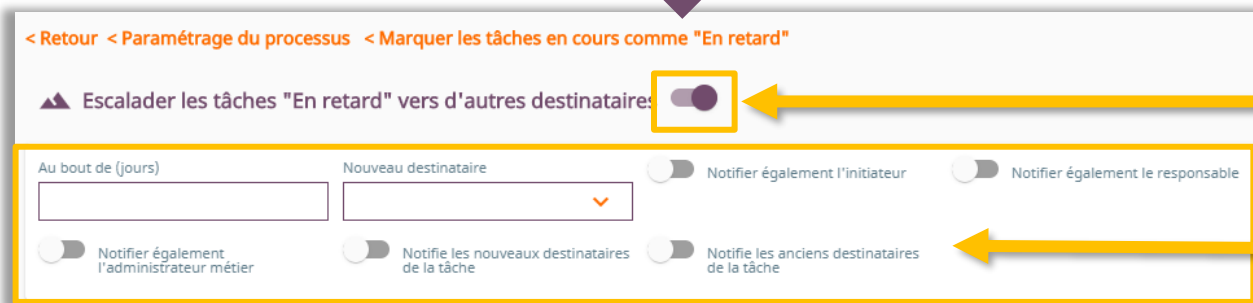 < Retour < Paramétrage du processus < Marquer les tâches en cours comme "En retard"
Escalader les tâches "En retard" vers d'autres destinataires
Au bout de (jours)
Nouveau destinataire
Notifier également l'initiateur
Notifier également le responsable
Notifier également
l'administrateur métier
Notifie les nouveaux destinataires
de la tâche
Notifie les anciens destinataires
de la tâche